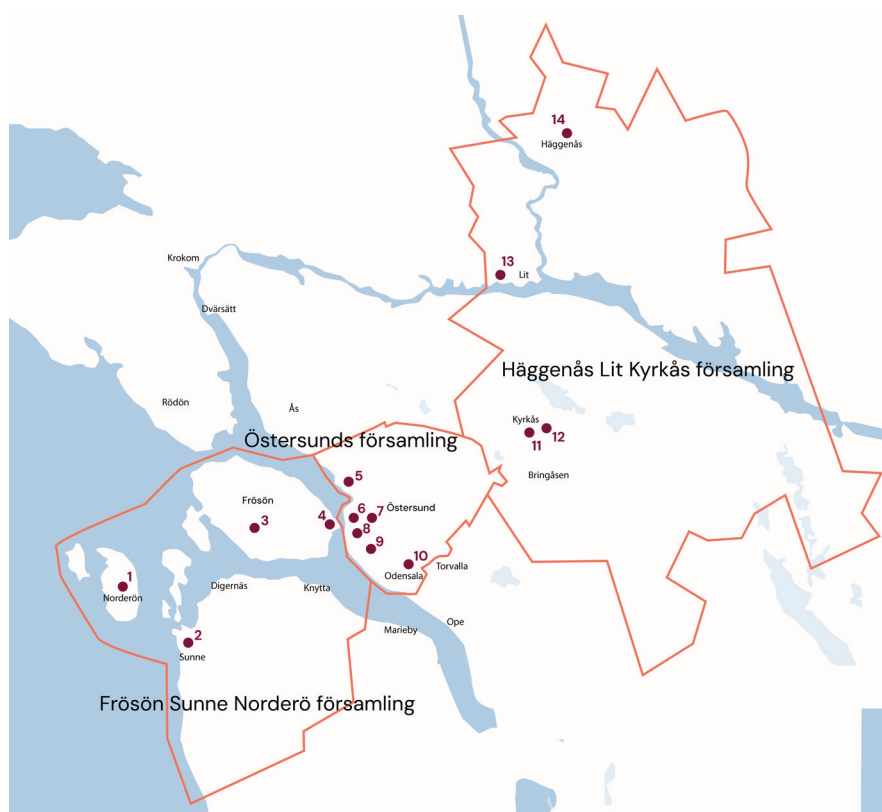 14
Häggenås
Krokom
13
Lit
Dvärsätt
Häggenås Lit Kyrkås församling
Rödön
Ås
Kyrkås
11
12
Östersunds församling
Bringåsen
5
Frösön
3
4
6
7
Östersund
8
9
10
Odensala
Torvalla
1
Norderön
Digernäs
Knytta
2
Sunne
Marieby
Ope
Frösön Sunne Norderö församling